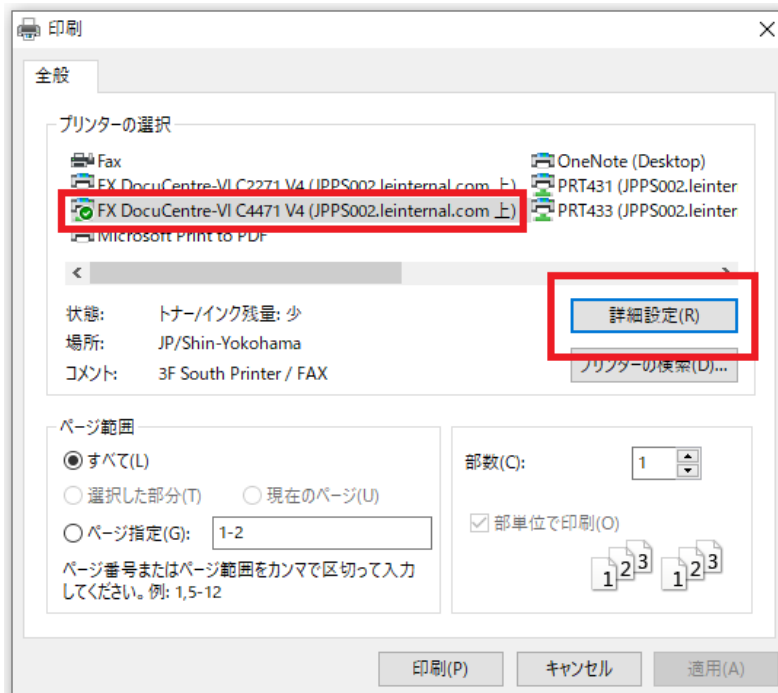 印刷
全般
プリンターの選択
Fax
OneNote (Desktop)
FX DocuCentre-VI C2271 V4 (JPPS002.leinternal.com 上)
PRT431 (JPPS002.leinter
FX DocuCentre-VI C4471 V4 (JPPS002.leinternal.com 上)
PRT433 (JPPS002.leinter
Microsoft Print to PDF
状態: トナー/インク残量: 少
詳細設定(R)
場所: JP/Shin-Yokohama
コメント: 3F South Printer / FAX
プリンターの検索(D)...
ページ範囲
すべて(L)
部数(C): 1
選択した部分(T) 現在のページ(U)
部単位で印刷(O)
ページ指定(G): 1-2
ページ番号またはページ範囲をカンマで区切って入力
してください。例: 1,5-12
1 2 3 1 2 3
印刷(P) キャンセル 適用(A)